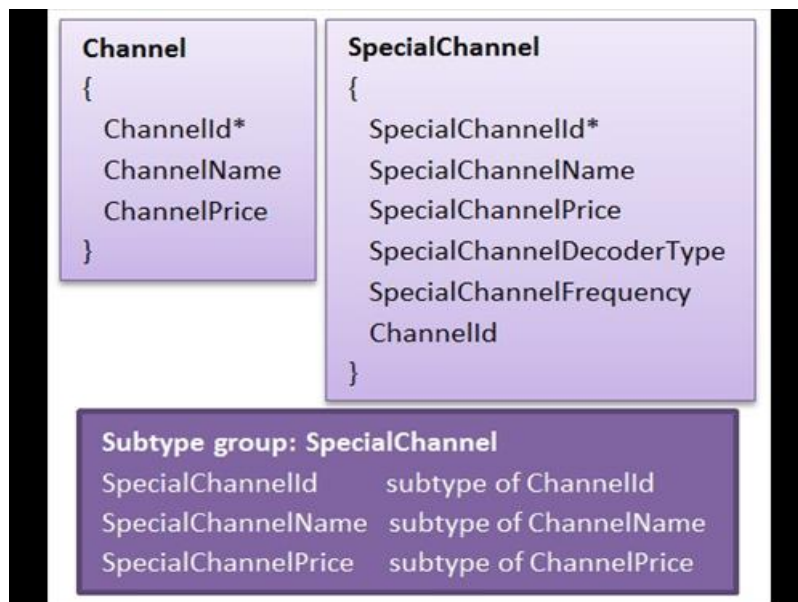 Channel
{
ChannelId*
ChannelName
ChannelPrice
}
SpecialChannel
{
SpecialChannelId*
SpecialChannelName
SpecialChannelPrice
SpecialChannelDecoderType
SpecialChannelFrequency
ChannelId
}
Subtype group: SpecialChannel
SpecialChannelId subtype of ChannelId
SpecialChannelName subtype of ChannelName
SpecialChannelPrice subtype of ChannelPrice